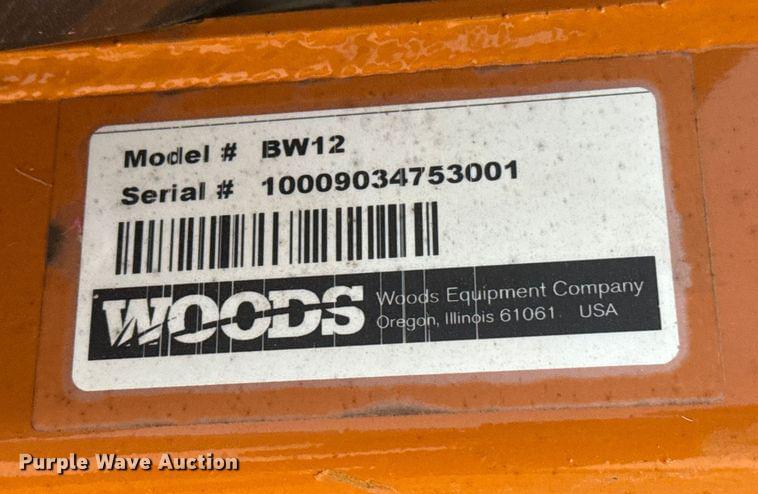 Model # BW12
Serial # 10009034753001
WOODS
Woods Equipment Company
Oregon, Illinois 61061 USA
Purple Wave Auction